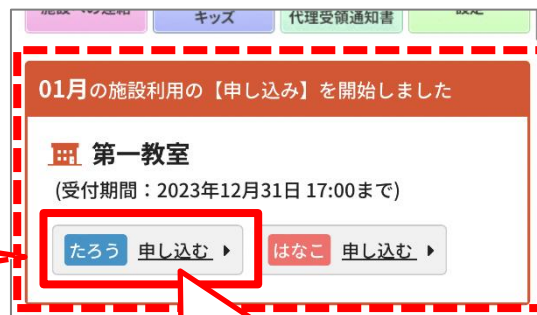 キッズ
代理受領通知書
設定
01月の施設利用の【申し込み】を開始しました
第一教室
(受付期間：2023年12月31日 17:00まで)
たろう 申し込む
はなこ 申し込む